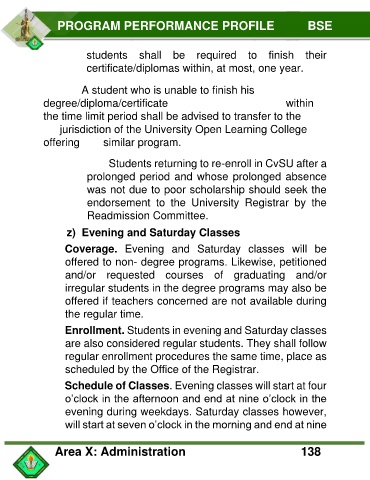 PROGRAM PERFORMANCE PROFILE BSE
students shall be required to finish their
certificate/diplomas within, at most, one year.
A student who is unable to finish his
degree/diploma/certificate within
the time limit period shall be advised to transfer to the
jurisdiction of the University Open Learning College
offering similar program.
Students returning to re-enroll in CvSU after a
prolonged period and whose prolonged absence
was not due to poor scholarship should seek the
endorsement to the University Registrar by the
Readmission Committee.
z) Evening and Saturday Classes
Coverage. Evening and Saturday classes will be
offered to non- degree programs. Likewise, petitioned
and/or requested courses of graduating and/or
irregular students in the degree programs may also be
offered if teachers concerned are not available during
the regular time.
Enrollment. Students in evening and Saturday classes
are also considered regular students. They shall follow
regular enrollment procedures the same time, place as
scheduled by the Office of the Registrar.
Schedule of Classes. Evening classes will start at four
o'clock in the afternoon and end at nine o'clock in the
evening during weekdays. Saturday classes however,
will start at seven o'clock in the morning and end at nine
Area X: Administration 138